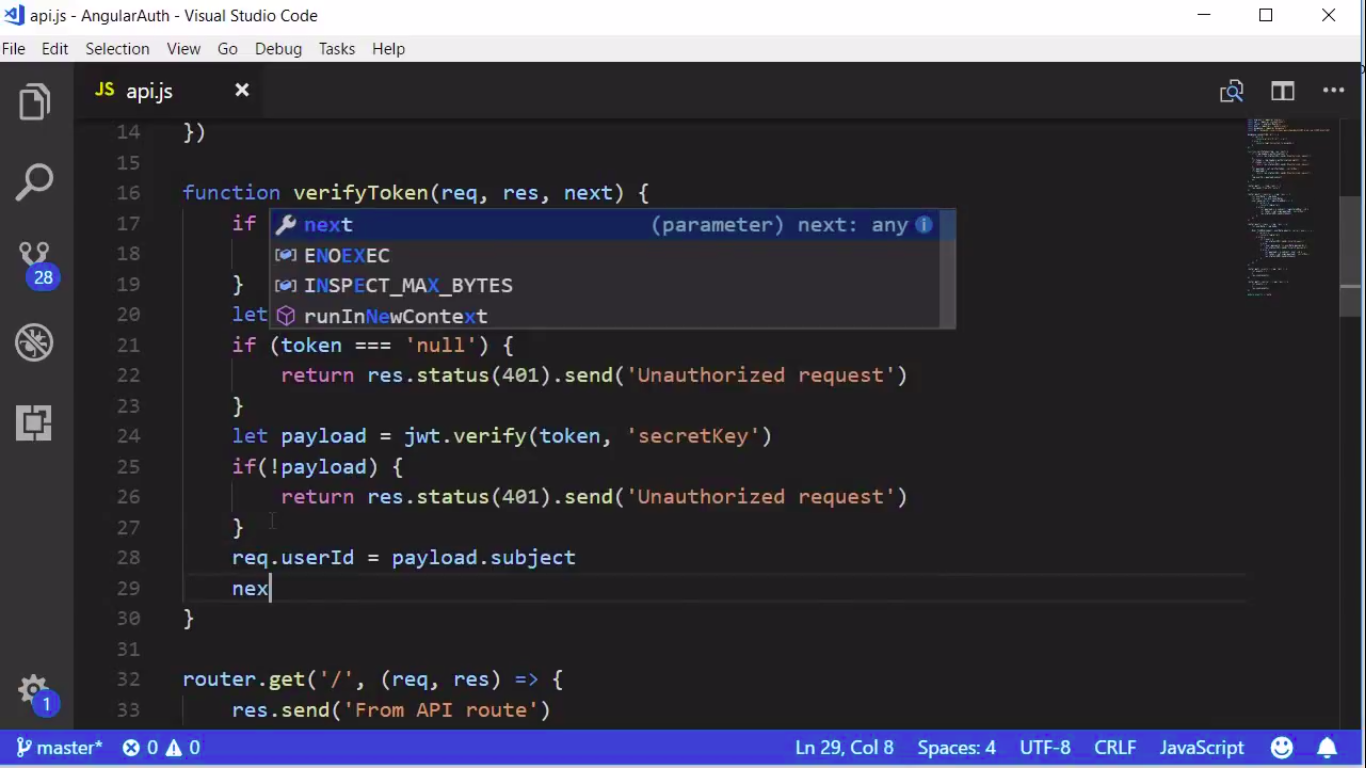 api.js - AngularAuth - Visual Studio Code
File Edit Selection View Go Debug Tasks Help
JS api.js
14 })
15
16 function verifyToken(req, res, next) {
17 if
next (parameter) next: any
18
ENOEXEC
19 }
INSPECT_MAX_BYTES
20 let
runInNewContext
21 if (token === 'null') {
22 return res.status(401).send('Unauthorized request')
23 }
24 let payload = jwt.verify(token, 'secretKey')
25 if(!payload) {
26 return res.status(401).send('Unauthorized request')
27 }
28 req.userId = payload.subject
29 nex
30 }
31
32 router.get('/', (req, res) => {
33 res.send('From API route')
28
1
master* 0 0 Ln 29, Col 8 Spaces: 4 UTF-8 CRLF JavaScript